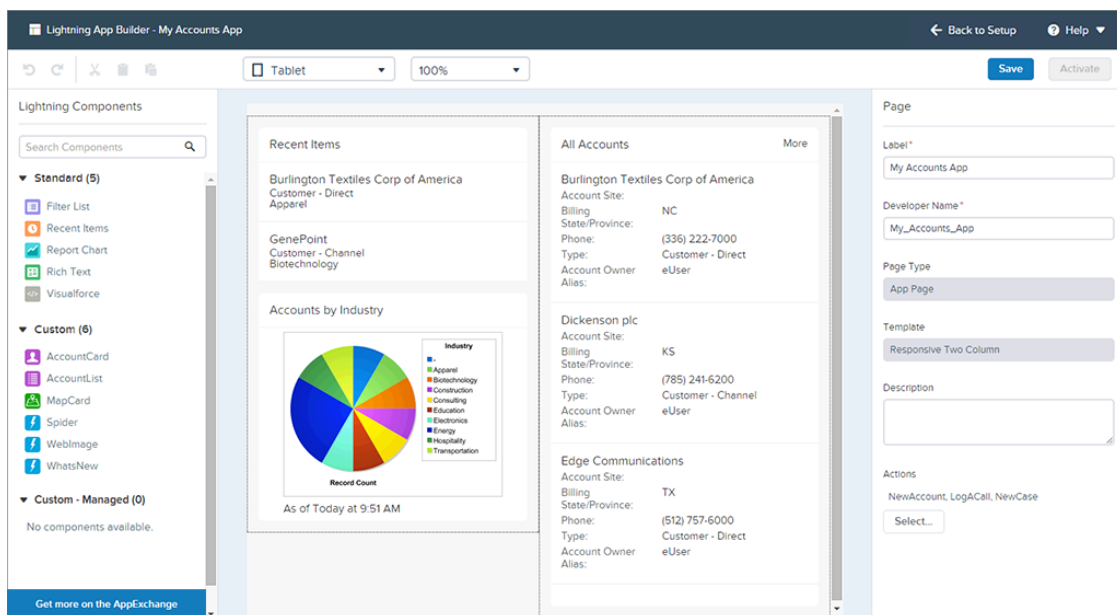 Lightning App Builder - My Accounts App
Back to Setup
Help
Tablet
100%
Save
Activate
Lightning Components
Search Components
Standard (5)
Filter List
Recent Items
Report Chart
Rich Text
Visualforce
Custom (6)
AccountCard
AccountList
MapCard
Spider
WebImage
WhatsNew
Custom - Managed (0)
No components available.
Get more on the AppExchange
Recent Items
Burlington Textiles Corp of America
Customer - Direct
Apparel
GenePoint
Customer - Channel
Biotechnology
Accounts by Industry
Industry
-
Apparel
Biotechnology
Construction
Consulting
Education
Electronics
Energy
Hospitality
Transportation
Record Count
As of Today at 9:51 AM
All Accounts More
Burlington Textiles Corp of America
Account Site:
Billing NC
State/Province:
Phone: (336) 222-7000
Type: Customer - Direct
Account Owner eUser
Alias:
Dickenson plc
Account Site:
Billing KS
State/Province:
Phone: (785) 241-6200
Type: Customer - Channel
Account Owner eUser
Alias:
Edge Communications
Account Site:
Billing TX
State/Province:
Phone: (512) 757-6000
Type: Customer - Direct
Account Owner eUser
Alias:
Page
Label*
My Accounts App
Developer Name*
My_Accounts_App
Page Type
App Page
Template
Responsive Two Column
Description
Actions
NewAccount, LogACall, NewCase
Select...